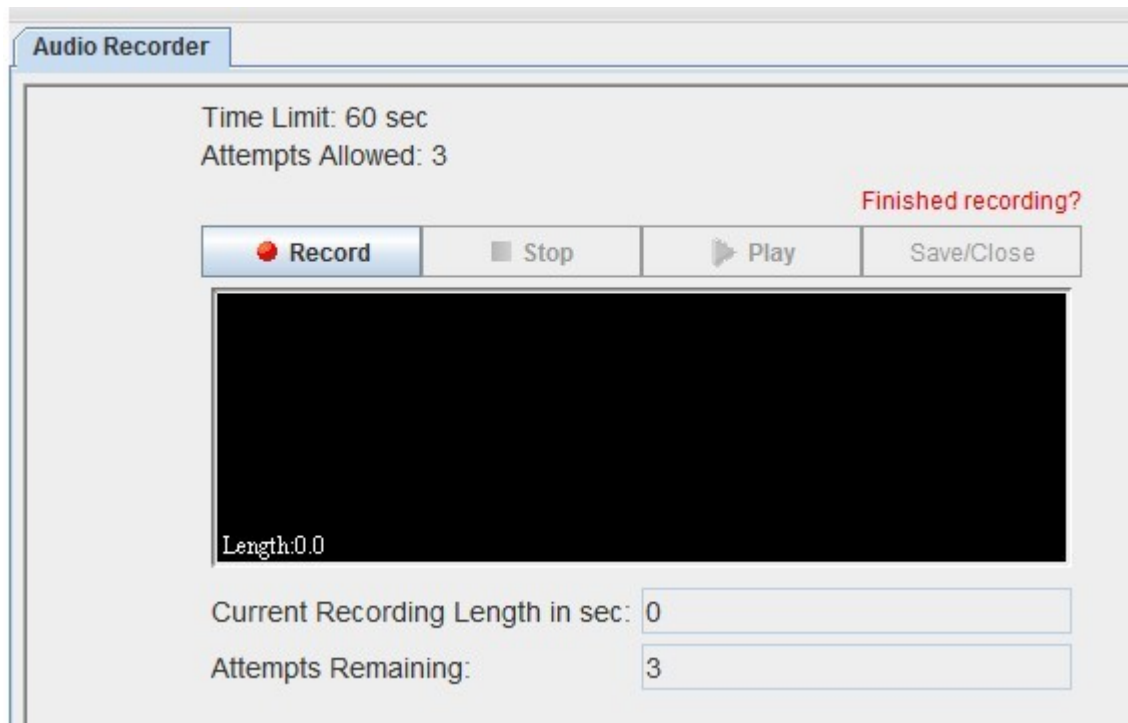 Audio Recorder
Time Limit: 60 sec
Attempts Allowed: 3
Finished recording?
Record Stop Play Save/Close
Length:0.0
Current Recording Length in sec: 0
Attempts Remaining: 3